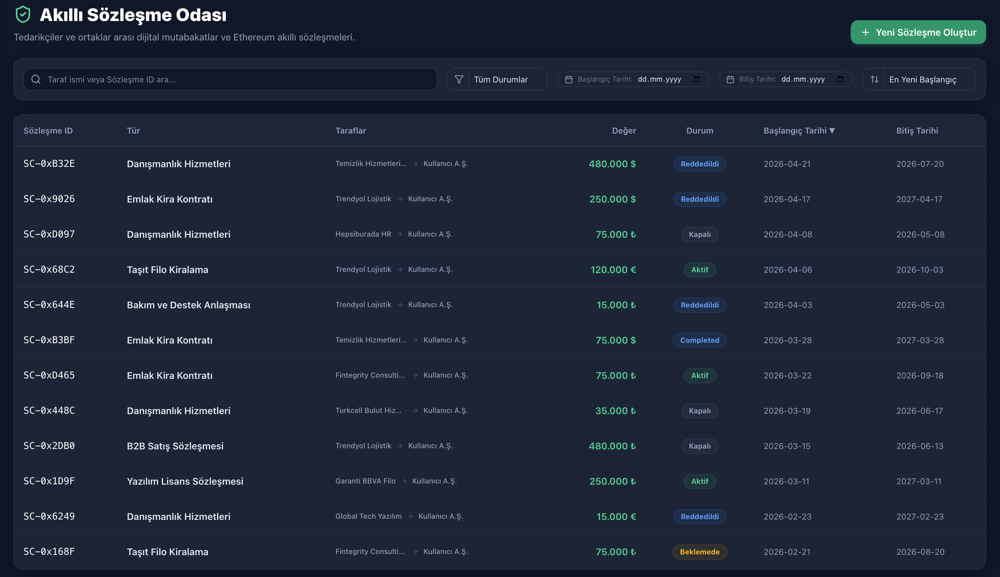 Akıllı Sözleşme Odası
Tedarikçiler ve ortaklar arası dijital mutabakatlar ve Ethereum akıllı sözleşmeleri.
+ Yeni Sözleşme Oluştur
Taraf ismi veya Sözleşme ID ara...
Tüm Durumlar
Başlangıç Tarihi: dd.mm.yyyy
Bitiş Tarihi: dd.mm.yyyy
En Yeni Başlangıç
Sözleşme ID Tür Taraflar Değer Durum Başlangıç Tarihi ▼ Bitiş Tarihi
SC-0xB32E Danışmanlık Hizmetleri Temizlik Hizmetleri... → Kullanıcı A.Ş. 480.000 $ Reddedildi 2026-04-21 2026-07-20
SC-0x9026 Emlak Kira Kontratı Trendyol Lojistik → Kullanıcı A.Ş. 250.000 $ Reddedildi 2026-04-17 2027-04-17
SC-0xD097 Danışmanlık Hizmetleri Hepsiburada HR → Kullanıcı A.Ş. 75.000 ₺ Kapalı 2026-04-08 2026-05-08
SC-0x68C2 Taşıt Filo Kiralama Trendyol Lojistik → Kullanıcı A.Ş. 120.000 € Aktif 2026-04-06 2026-10-03
SC-0x644E Bakım ve Destek Anlaşması Trendyol Lojistik → Kullanıcı A.Ş. 15.000 ₺ Reddedildi 2026-04-03 2026-05-03
SC-0xB3BF Emlak Kira Kontratı Temizlik Hizmetleri... → Kullanıcı A.Ş. 75.000 $ Completed 2026-03-28 2027-03-28
SC-0xD465 Emlak Kira Kontratı Fintegrity Consulti... → Kullanıcı A.Ş. 75.000 ₺ Aktif 2026-03-22 2026-09-18
SC-0x448C Danışmanlık Hizmetleri Turkcell Bulut Hiz... → Kullanıcı A.Ş. 35.000 ₺ Kapalı 2026-03-19 2026-06-17
SC-0x2DB0 B2B Satış Sözleşmesi Trendyol Lojistik → Kullanıcı A.Ş. 480.000 ₺ Kapalı 2026-03-15 2026-06-13
SC-0x1D9F Yazılım Lisans Sözleşmesi Garanti BBVA Filo → Kullanıcı A.Ş. 250.000 ₺ Aktif 2026-03-11 2027-03-11
SC-0x6249 Danışmanlık Hizmetleri Global Tech Yazılım → Kullanıcı A.Ş. 15.000 € Reddedildi 2026-02-23 2027-02-23
SC-0x168F Taşıt Filo Kiralama Fintegrity Consulti... → Kullanıcı A.Ş. 75.000 ₺ Beklemede 2026-02-21 2026-08-20